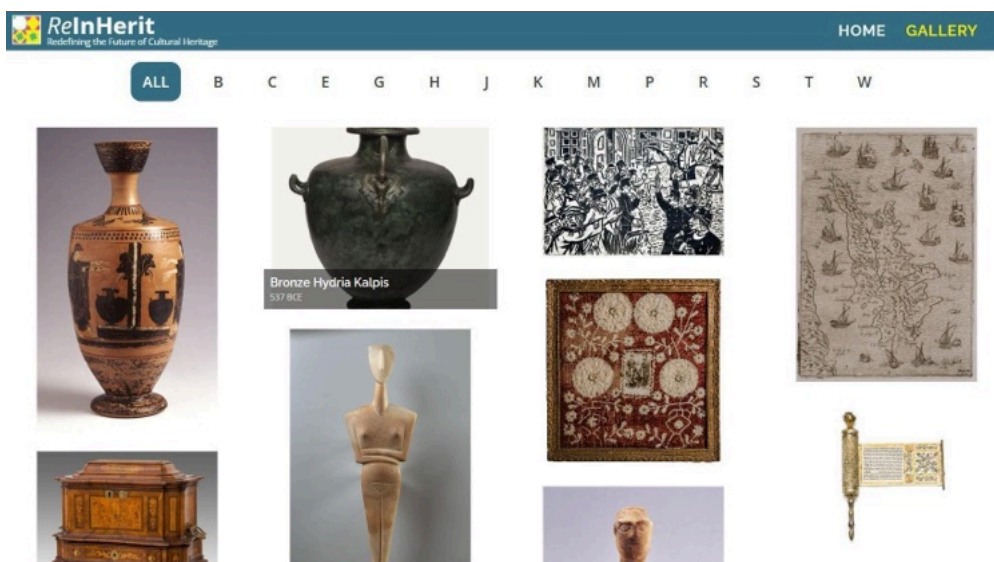 ReInHerit
Redefining the Future of Cultural Heritage
HOME GALLERY
ALL B C E G H J K M P R S T W
Bronze Hydria Kalpis
537 BCE